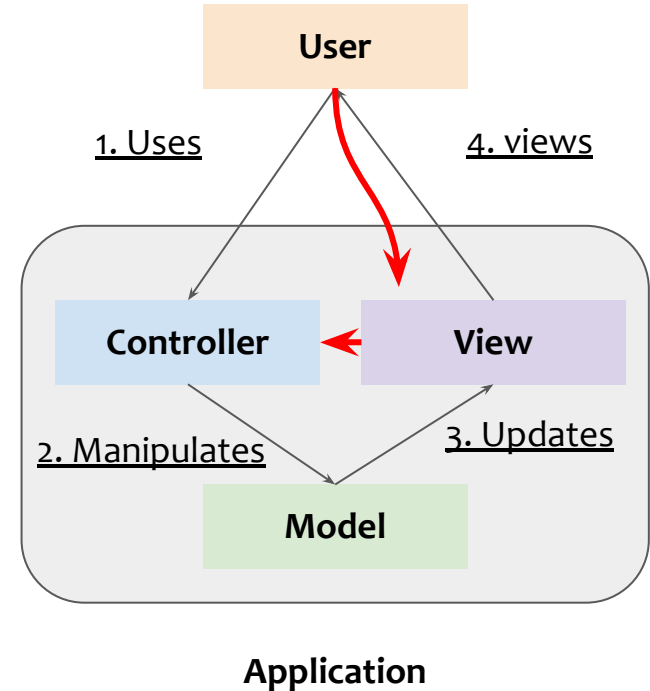 User
1. Uses
4. views
Controller
View
2. Manipulates
3. Updates
Model
Application